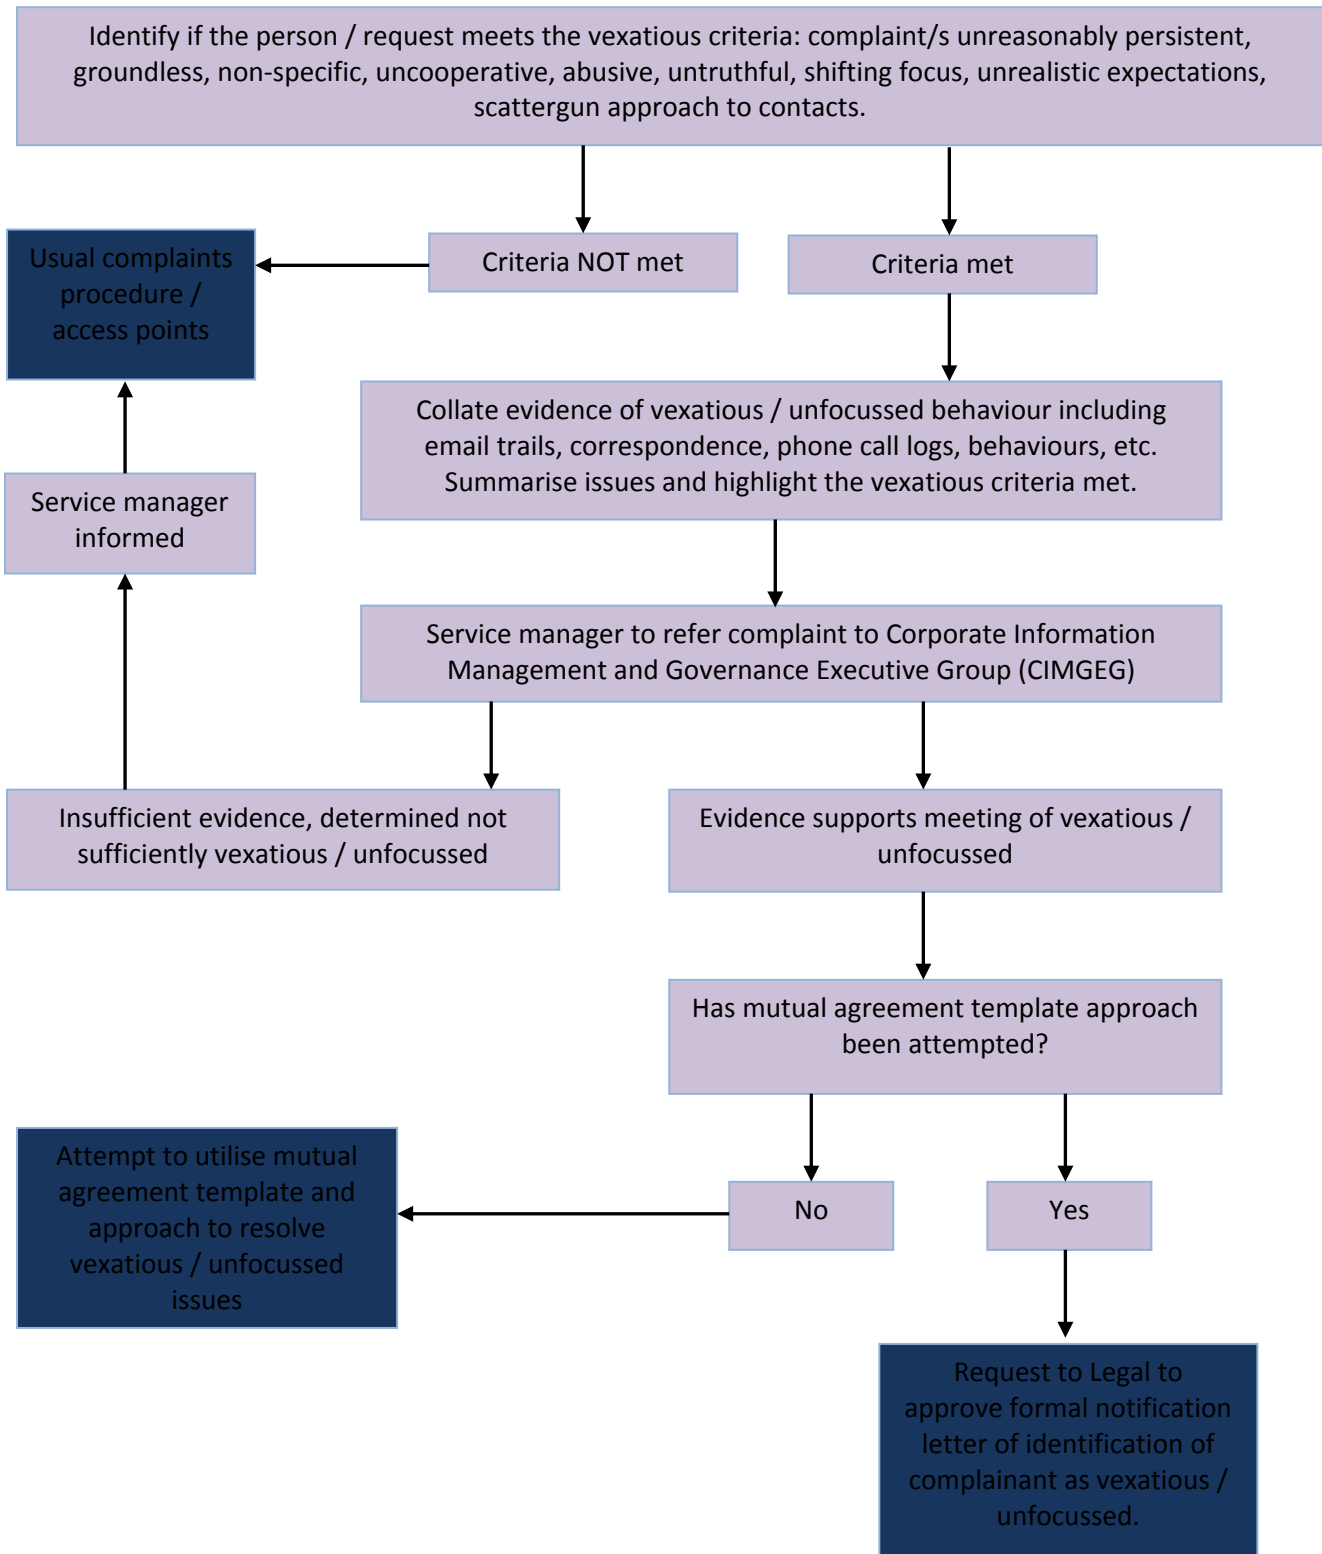 Identify if the person / request meets the vexatious criteria: complaint/s unreasonably persistent,
groundless, non-specific, uncooperative, abusive, untruthful, shifting focus, unrealistic expectations,
scattergun approach to contacts.
Usual complaints
procedure /
access points
Criteria NOT met
Criteria met
Collate evidence of vexatious / unfocussed behaviour including
email trails, correspondence, phone call logs, behaviours, etc.
Summarise issues and highlight the vexatious criteria met.
Service manager
informed
Service manager to refer complaint to Corporate Information
Management and Governance Executive Group (CIMGEG)
Insufficient evidence, determined not
sufficiently vexatious / unfocussed
Evidence supports meeting of vexatious /
unfocussed
Has mutual agreement template approach
been attempted?
Attempt to utilise mutual
agreement template and
approach to resolve
vexatious / unfocussed
issues
No
Yes
Request to Legal to
approve formal notification
letter of identification of
complainant as vexatious /
unfocussed.